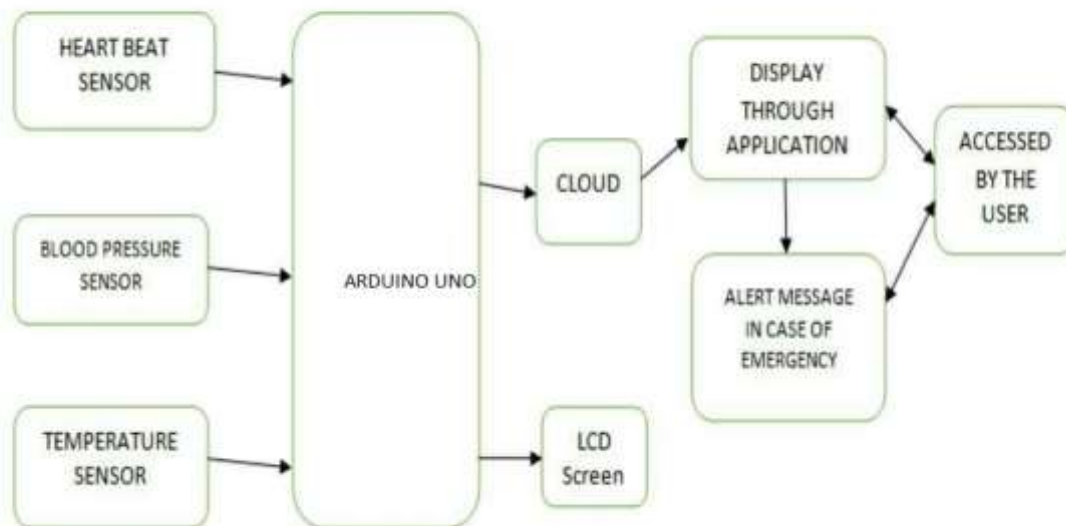 HEART BEAT
SENSOR
BLOOD PRESSURE
SENSOR
TEMPERATURE
SENSOR
ARDUINO UNO
CLOUD
LCD
Screen
DISPLAY
THROUGH
APPLICATION
ALERT MESSAGE
IN CASE OF
EMERGENCY
ACCESSED
BY THE
USER